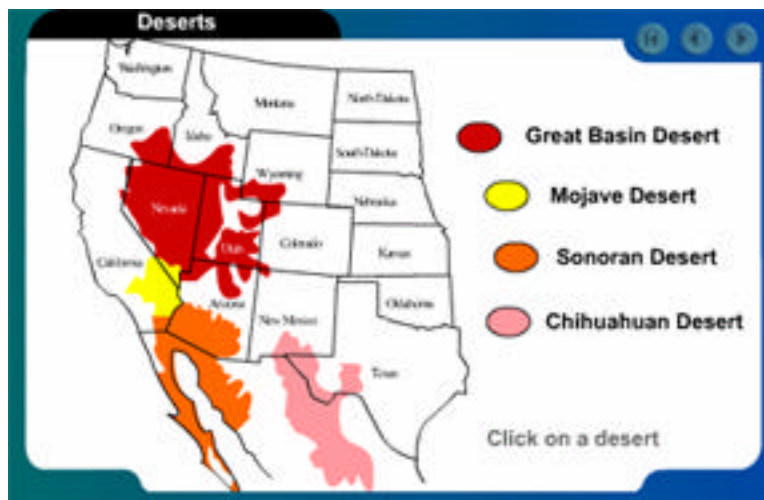 Deserts
Washington
Montana
North Dakota
Oregon
Idaho
South Dakota
Wyoming
Nebraska
Nevada
Utah
Colorado
Kansas
California
Arizona
New Mexico
Oklahoma
Texas
Great Basin Desert
Mojave Desert
Sonoran Desert
Chihuahuan Desert
Click on a desert